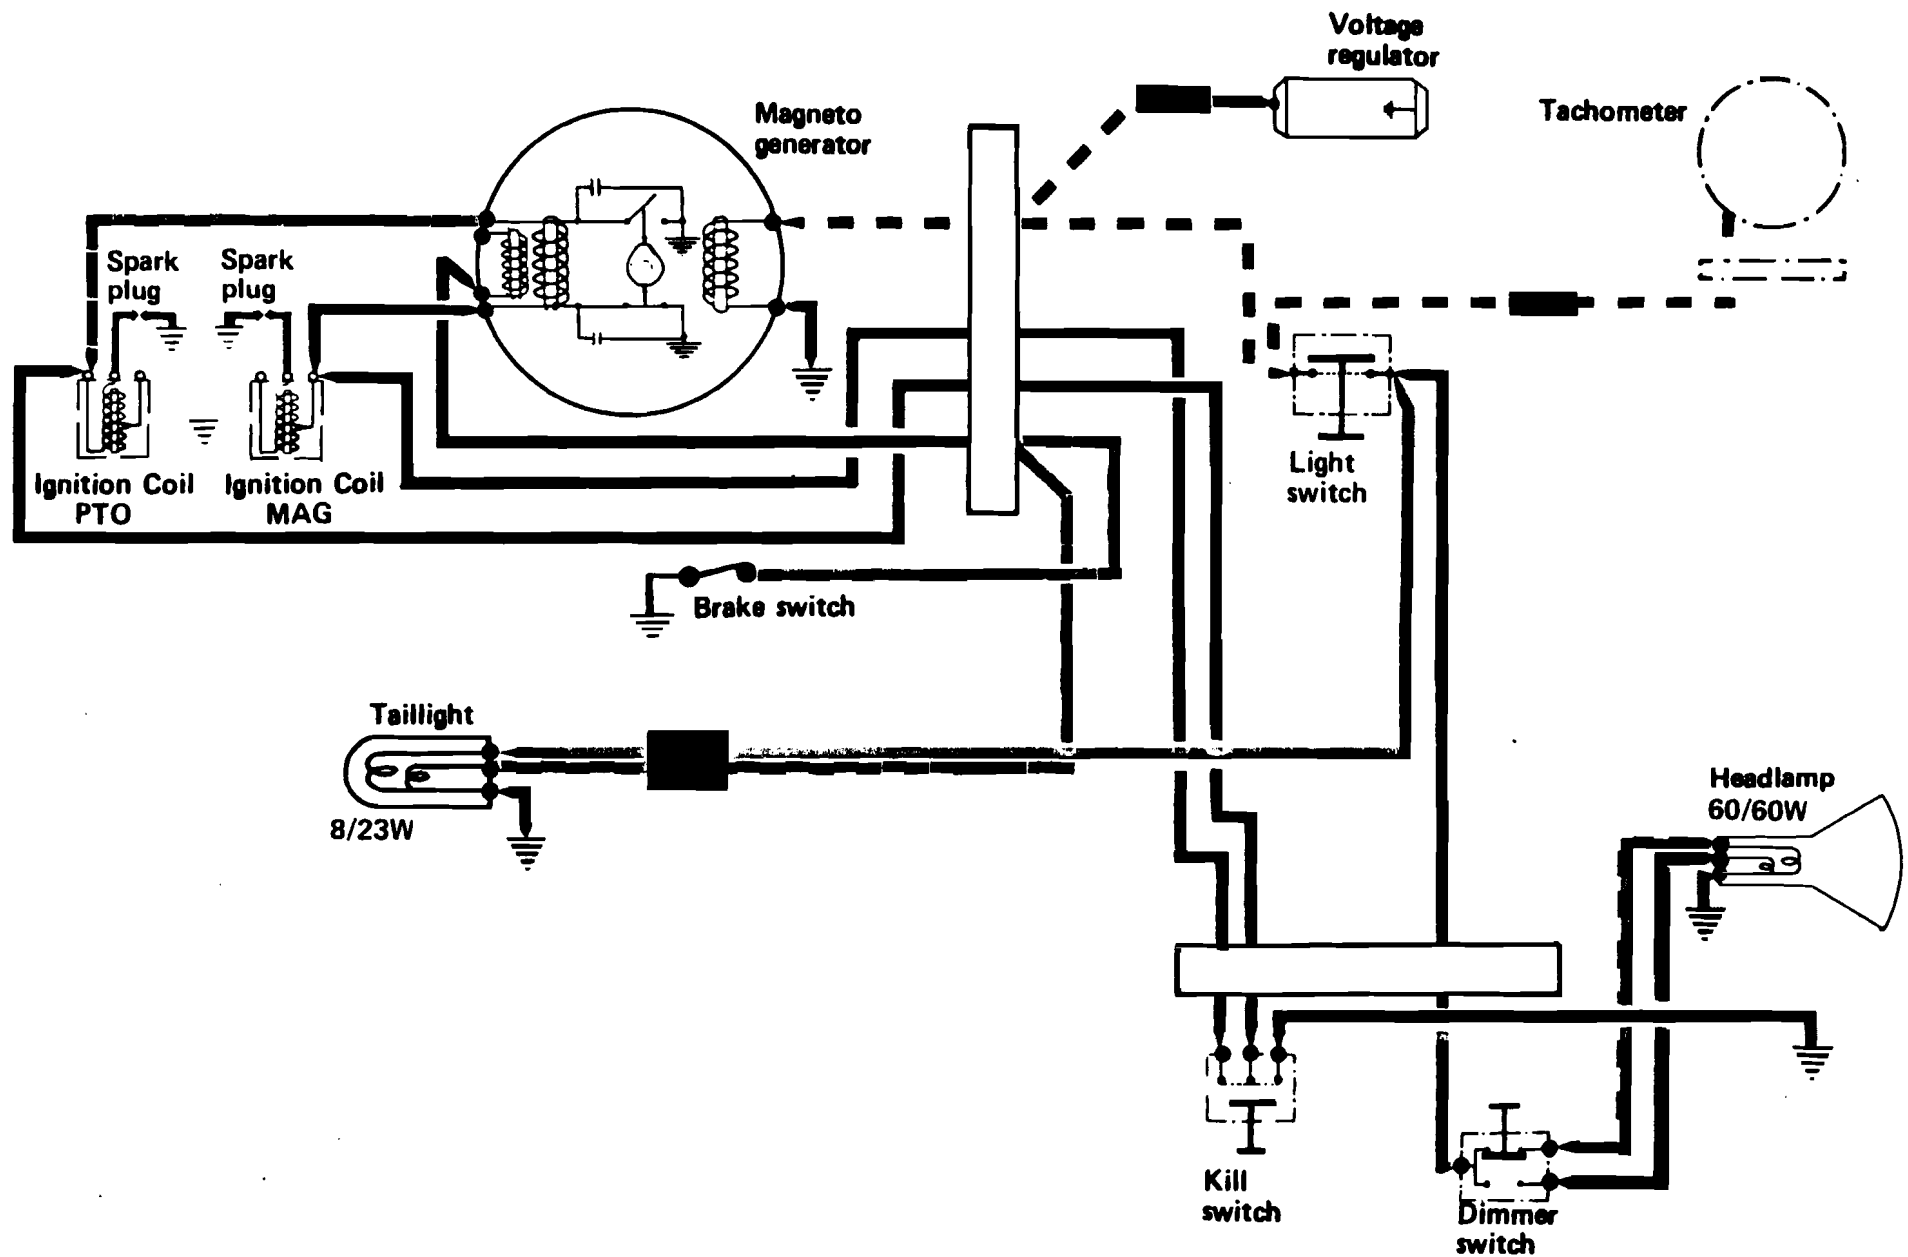 Voltage
regulator
Tachometer
Magneto
generator
Spark
plug
Spark
plug
Ignition Coil
PTO
Ignition Coil
MAG
Light
switch
Brake switch
Taillight
8/23W
Headlamp
60/60W
Kill
switch
Dimmer
switch